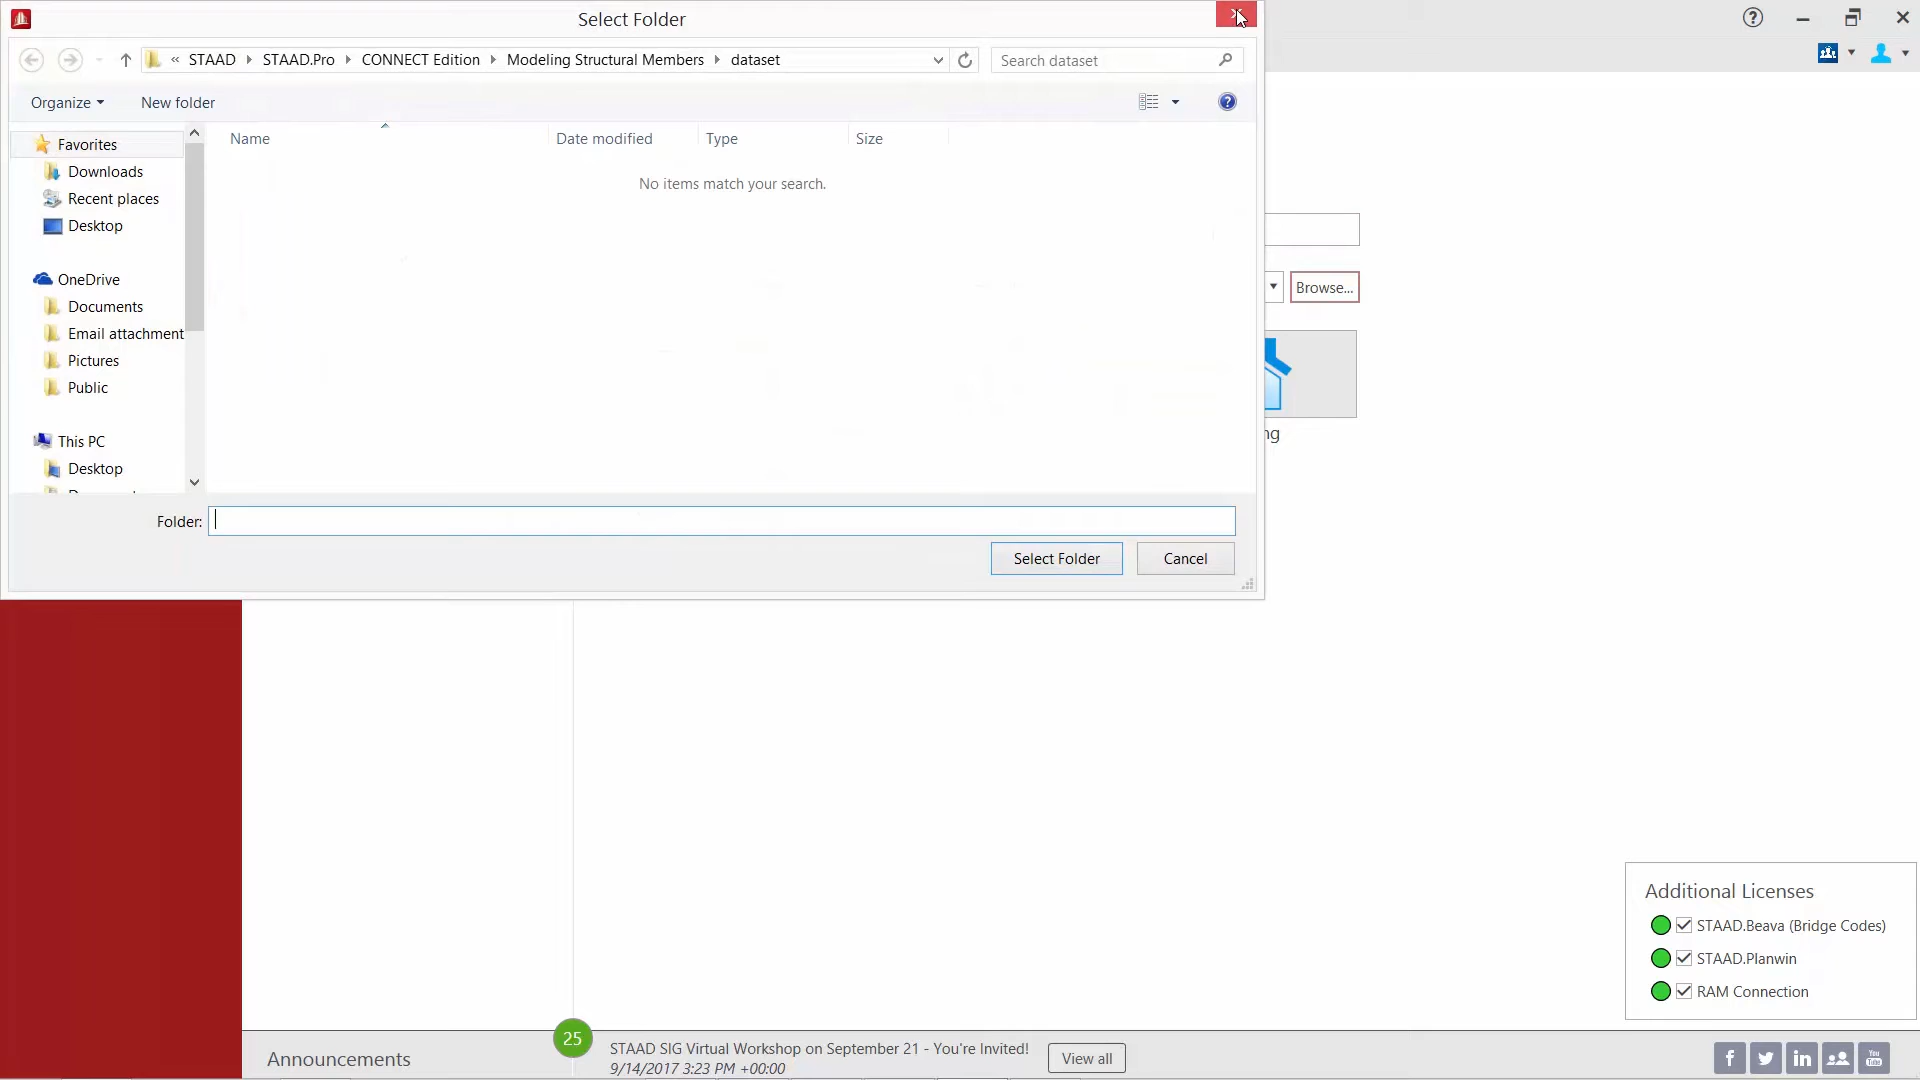 Select Folder
« STAAD STAAD.Pro CONNECT Edition Modeling Structural Members dataset
Search dataset
Organize New folder
Name Date modified Type Size
No items match your search.
Favorites
Downloads
Recent places
Desktop
OneDrive
Documents
Email attachment
Pictures
Public
This PC
Desktop
Browse...
ng
Folder:
Select Folder Cancel
Additional Licenses
STAAD.Beava (Bridge Codes)
STAAD.Planwin
RAM Connection
Announcements
25
STAAD SIG Virtual Workshop on September 21 - You're Invited!
9/14/2017 3:23 PM +00:00
View all